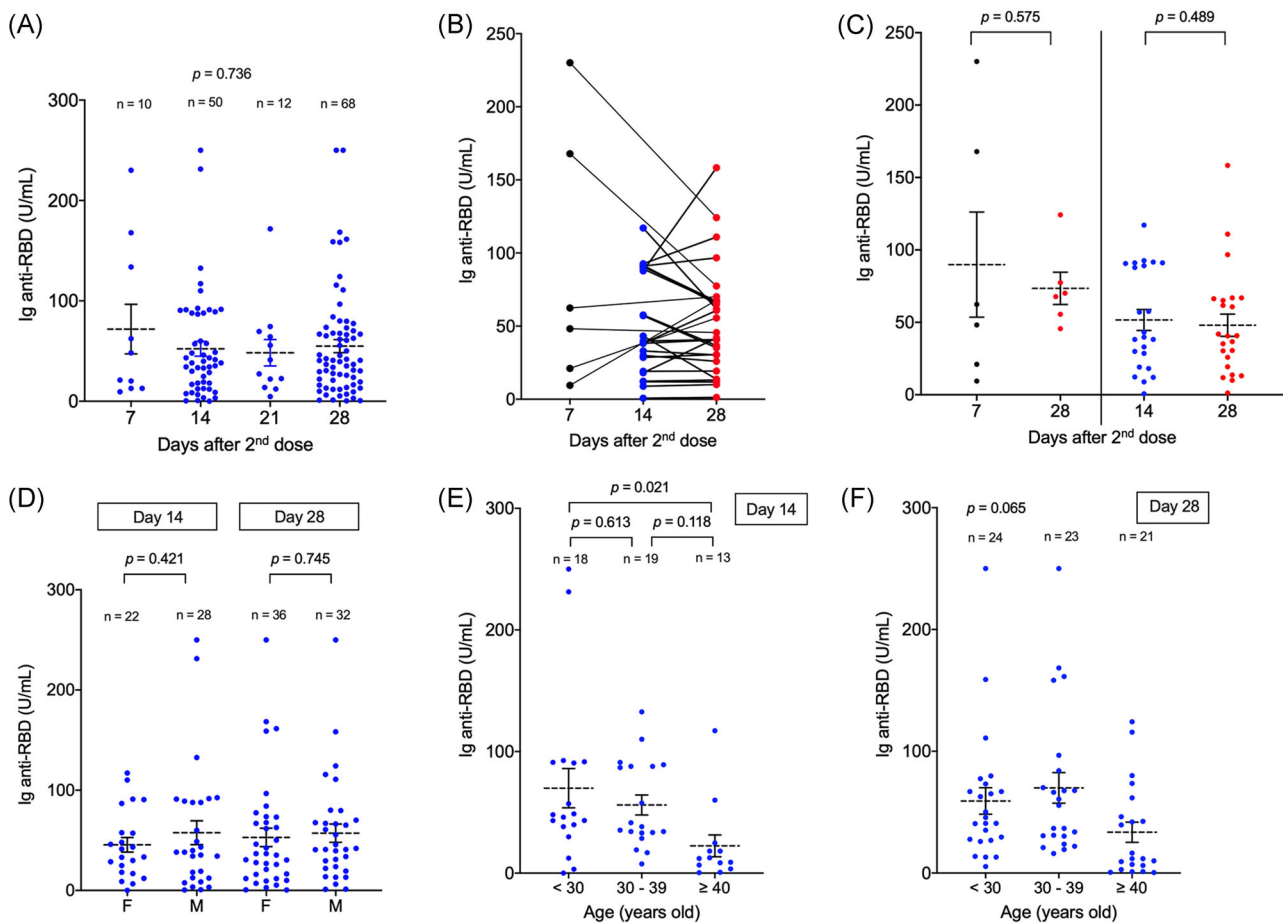 (A)
p = 0.736
n = 10 n = 50 n = 12 n = 68
300
200
100
0
Ig anti-RBD (U/mL)
7 14 21 28
Days after 2nd dose
(B)
250
200
150
100
50
0
Ig anti-RBD (U/mL)
7 14 28
Days after 2nd dose
(C)
p = 0.575 p = 0.489
250
200
150
100
50
0
Ig anti-RBD (U/mL)
7 28 14 28
Days after 2nd dose
(D)
Day 14 Day 28
p = 0.421 p = 0.745
n = 22 n = 28 n = 36 n = 32
300
200
100
0
Ig anti-RBD (U/mL)
F M F M
(E)
Day 14
p = 0.021
p = 0.613 p = 0.118
n = 18 n = 19 n = 13
300
200
100
0
Ig anti-RBD (U/mL)
< 30 30 - 39 ≥ 40
Age (years old)
(F)
Day 28
p = 0.065
n = 24 n = 23 n = 21
300
200
100
0
Ig anti-RBD (U/mL)
< 30 30 - 39 ≥ 40
Age (years old)